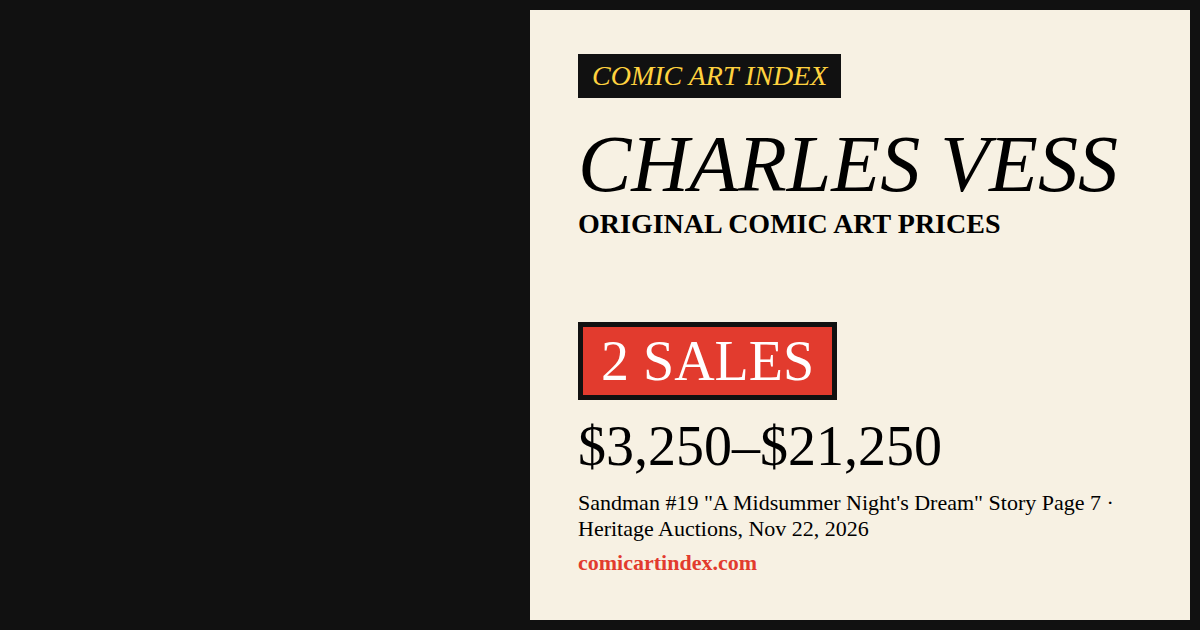 COMIC ART INDEX
CHARLES VESS
ORIGINAL COMIC ART PRICES
2 SALES
$3,250–$21,250
Sandman #19 "A Midsummer Night's Dream" Story Page 7 ·
Heritage Auctions, Nov 22, 2026
comicartindex.com